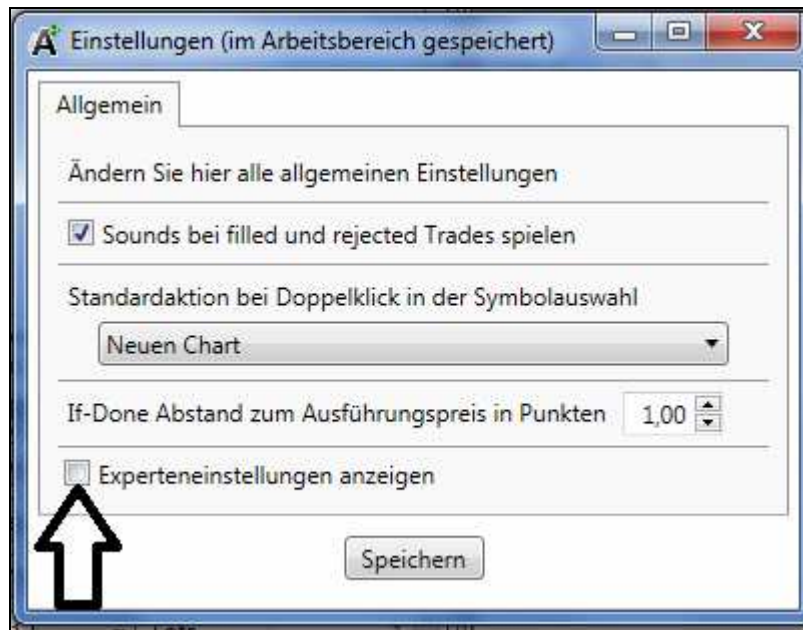 Einstellungen (im Arbeitsbereich gespeichert)
Allgemein
Ändern Sie hier alle allgemeinen Einstellungen
Sounds bei filled und rejected Trades spielen
Standardaktion bei Doppelklick in der Symbolauswahl
Neuen Chart
If-Done Abstand zum Ausführungspreis in Punkten 1,00
Experteneinstellungen anzeigen
Speichern